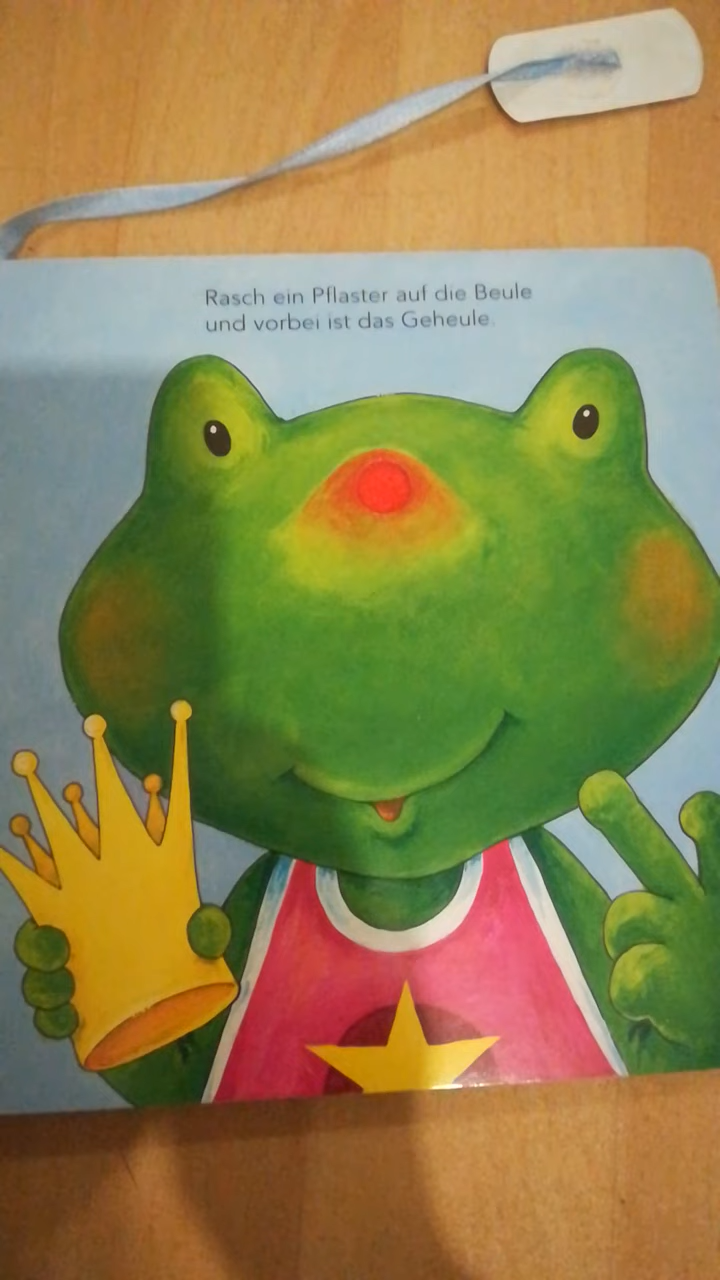 Rasch ein Pflaster auf die Beule
und vorbei ist das Geheule.